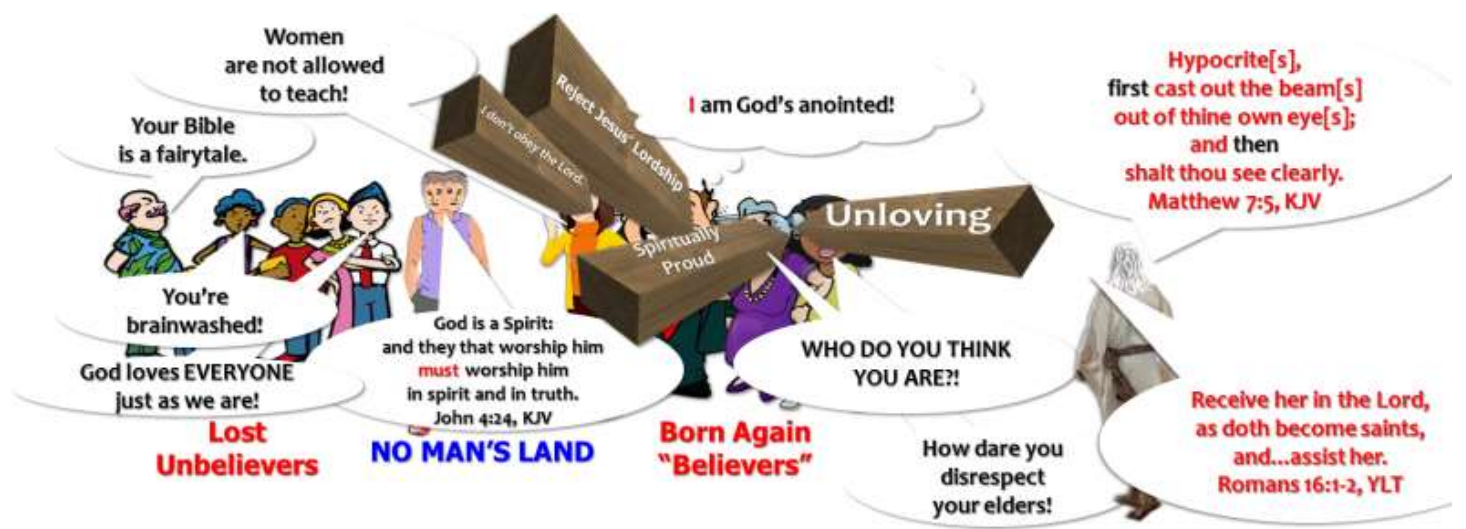 Women
are not allowed
to teach!
Your Bible
is a fairytale.
I don't obey the Lord.
Reject Jesus' Lordship
I am God's anointed!
Hypocrite[s],
first cast out the beam[s]
out of thine own eye[s];
and then
shalt thou see clearly.
Matthew 7:5, KJV
Spiritually
Proud
Unloving
You're
brainwashed!
God loves EVERYONE
just as we are!
God is a Spirit:
and they that worship him
must worship him
in spirit and in truth.
John 4:24, KJV
WHO DO YOU THINK
YOU ARE?!
How dare you
disrespect
your elders!
Receive her in the Lord,
as doth become saints,
and...assist her.
Romans 16:1-2, YLT
Lost
Unbelievers
NO MAN'S LAND
Born Again
"Believers"